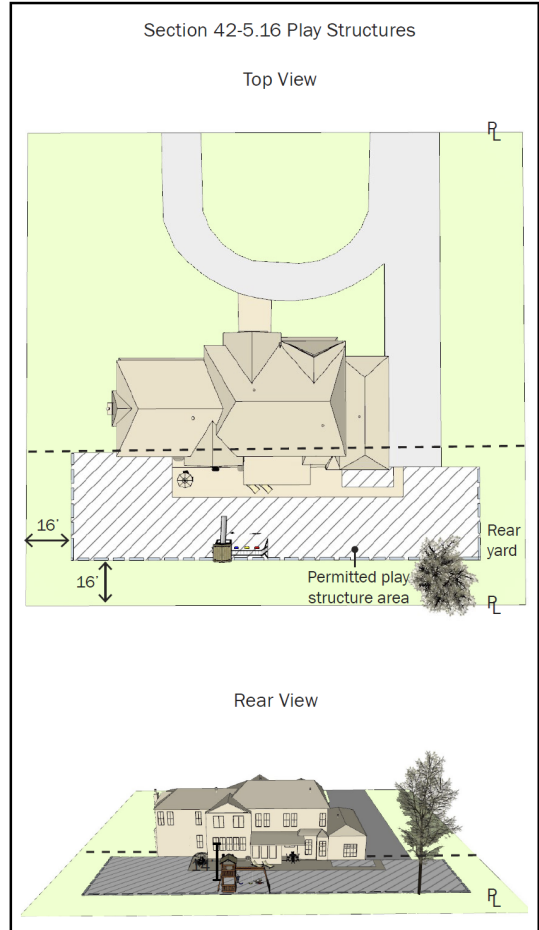 Section 42-5.16 Play Structures
Top View
PL
16'
Rear
yard
16'
Permitted play
structure area
PL
Rear View
PL